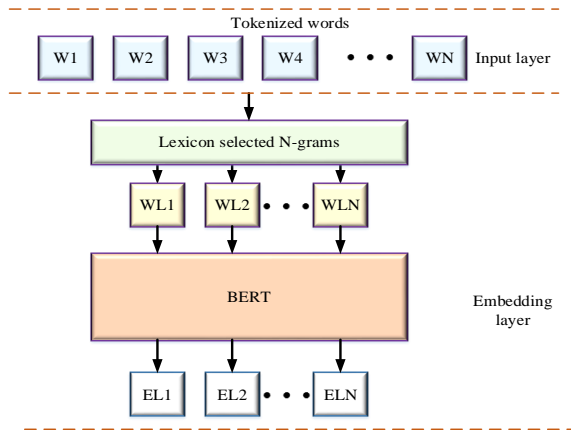 Tokenized words
W1 W2 W3 W4 • • • WN Input layer
Lexicon selected N-grams
WL1 WL2 • • • WLN
BERT
Embedding
layer
EL1 EL2 • • • ELN